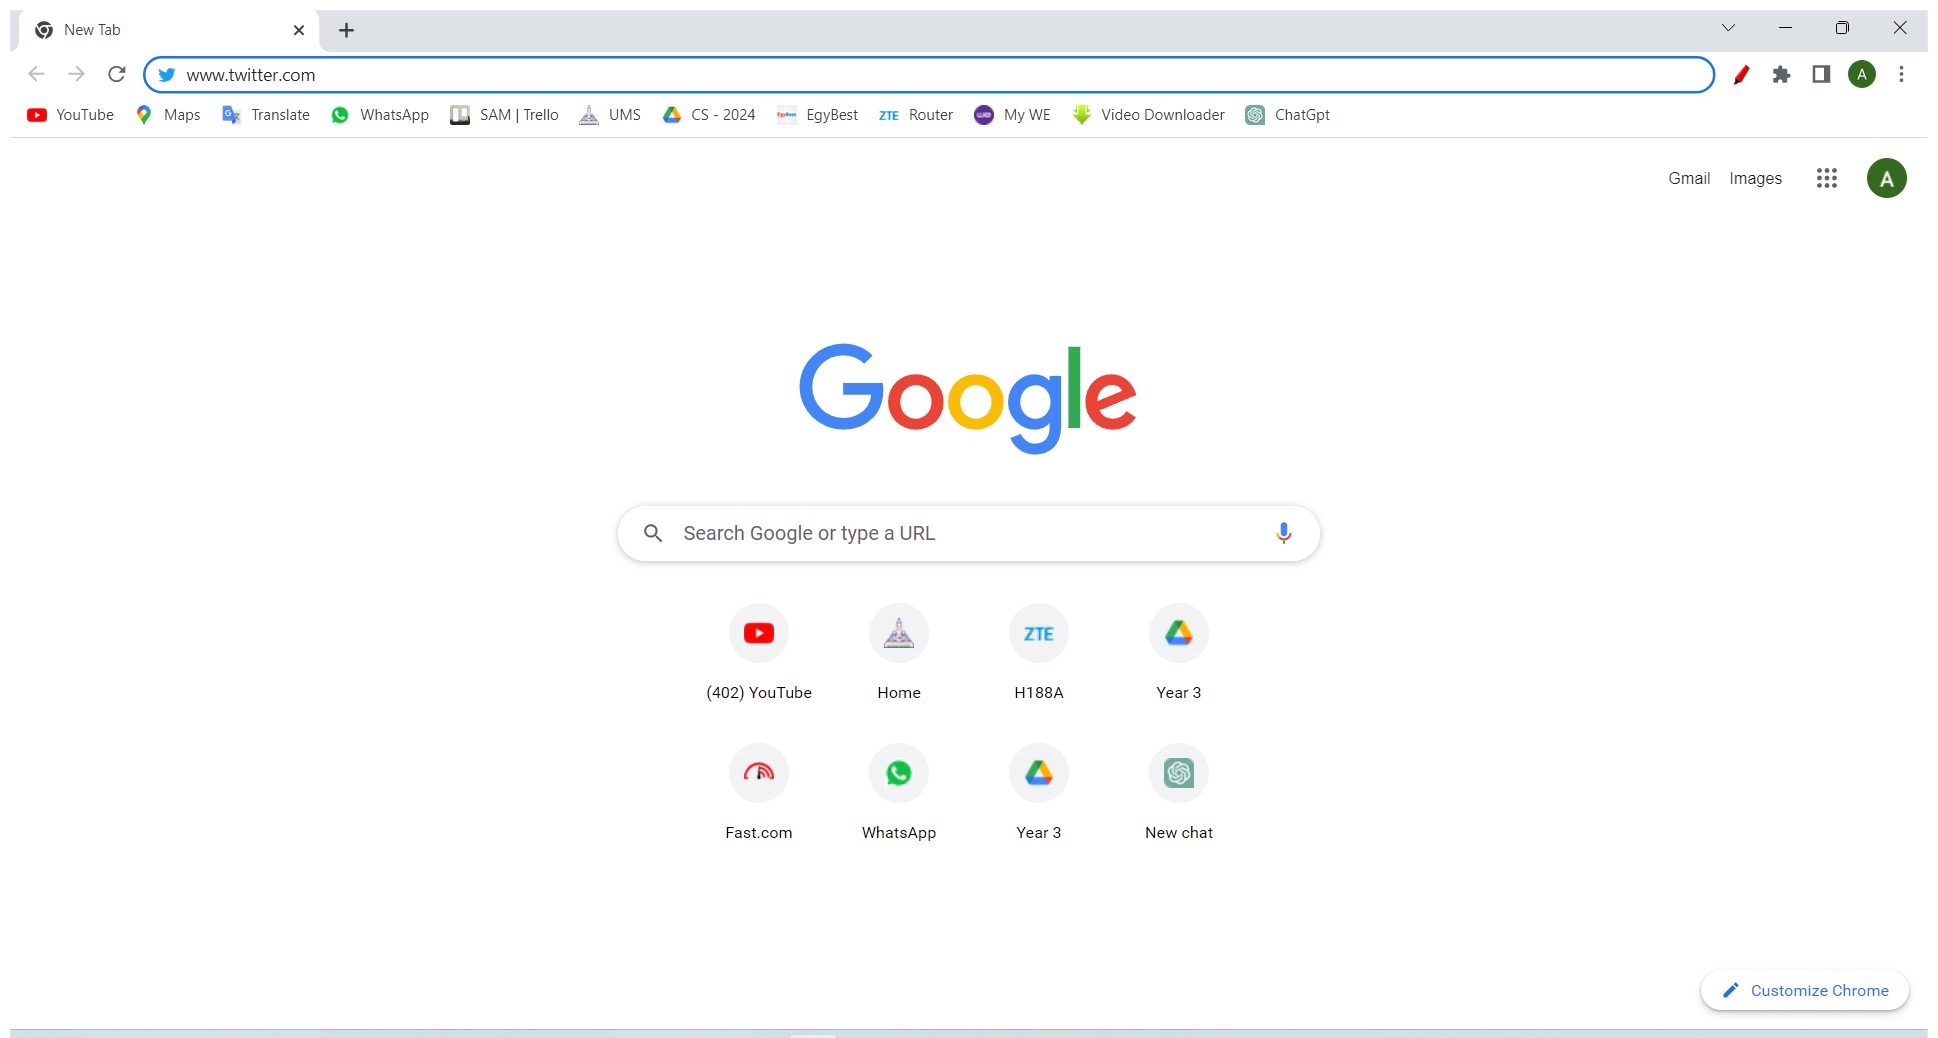 New Tab
www.twitter.com
A
YouTube Maps Translate WhatsApp SAM | Trello UMS CS - 2024 EgyBest ZTE Router My WE Video Downloader ChatGpt
Gmail Images A
Google
Search Google or type a URL
ZTE
(402) YouTube Home H188A Year 3
Fast.com WhatsApp Year 3 New chat
Customize Chrome